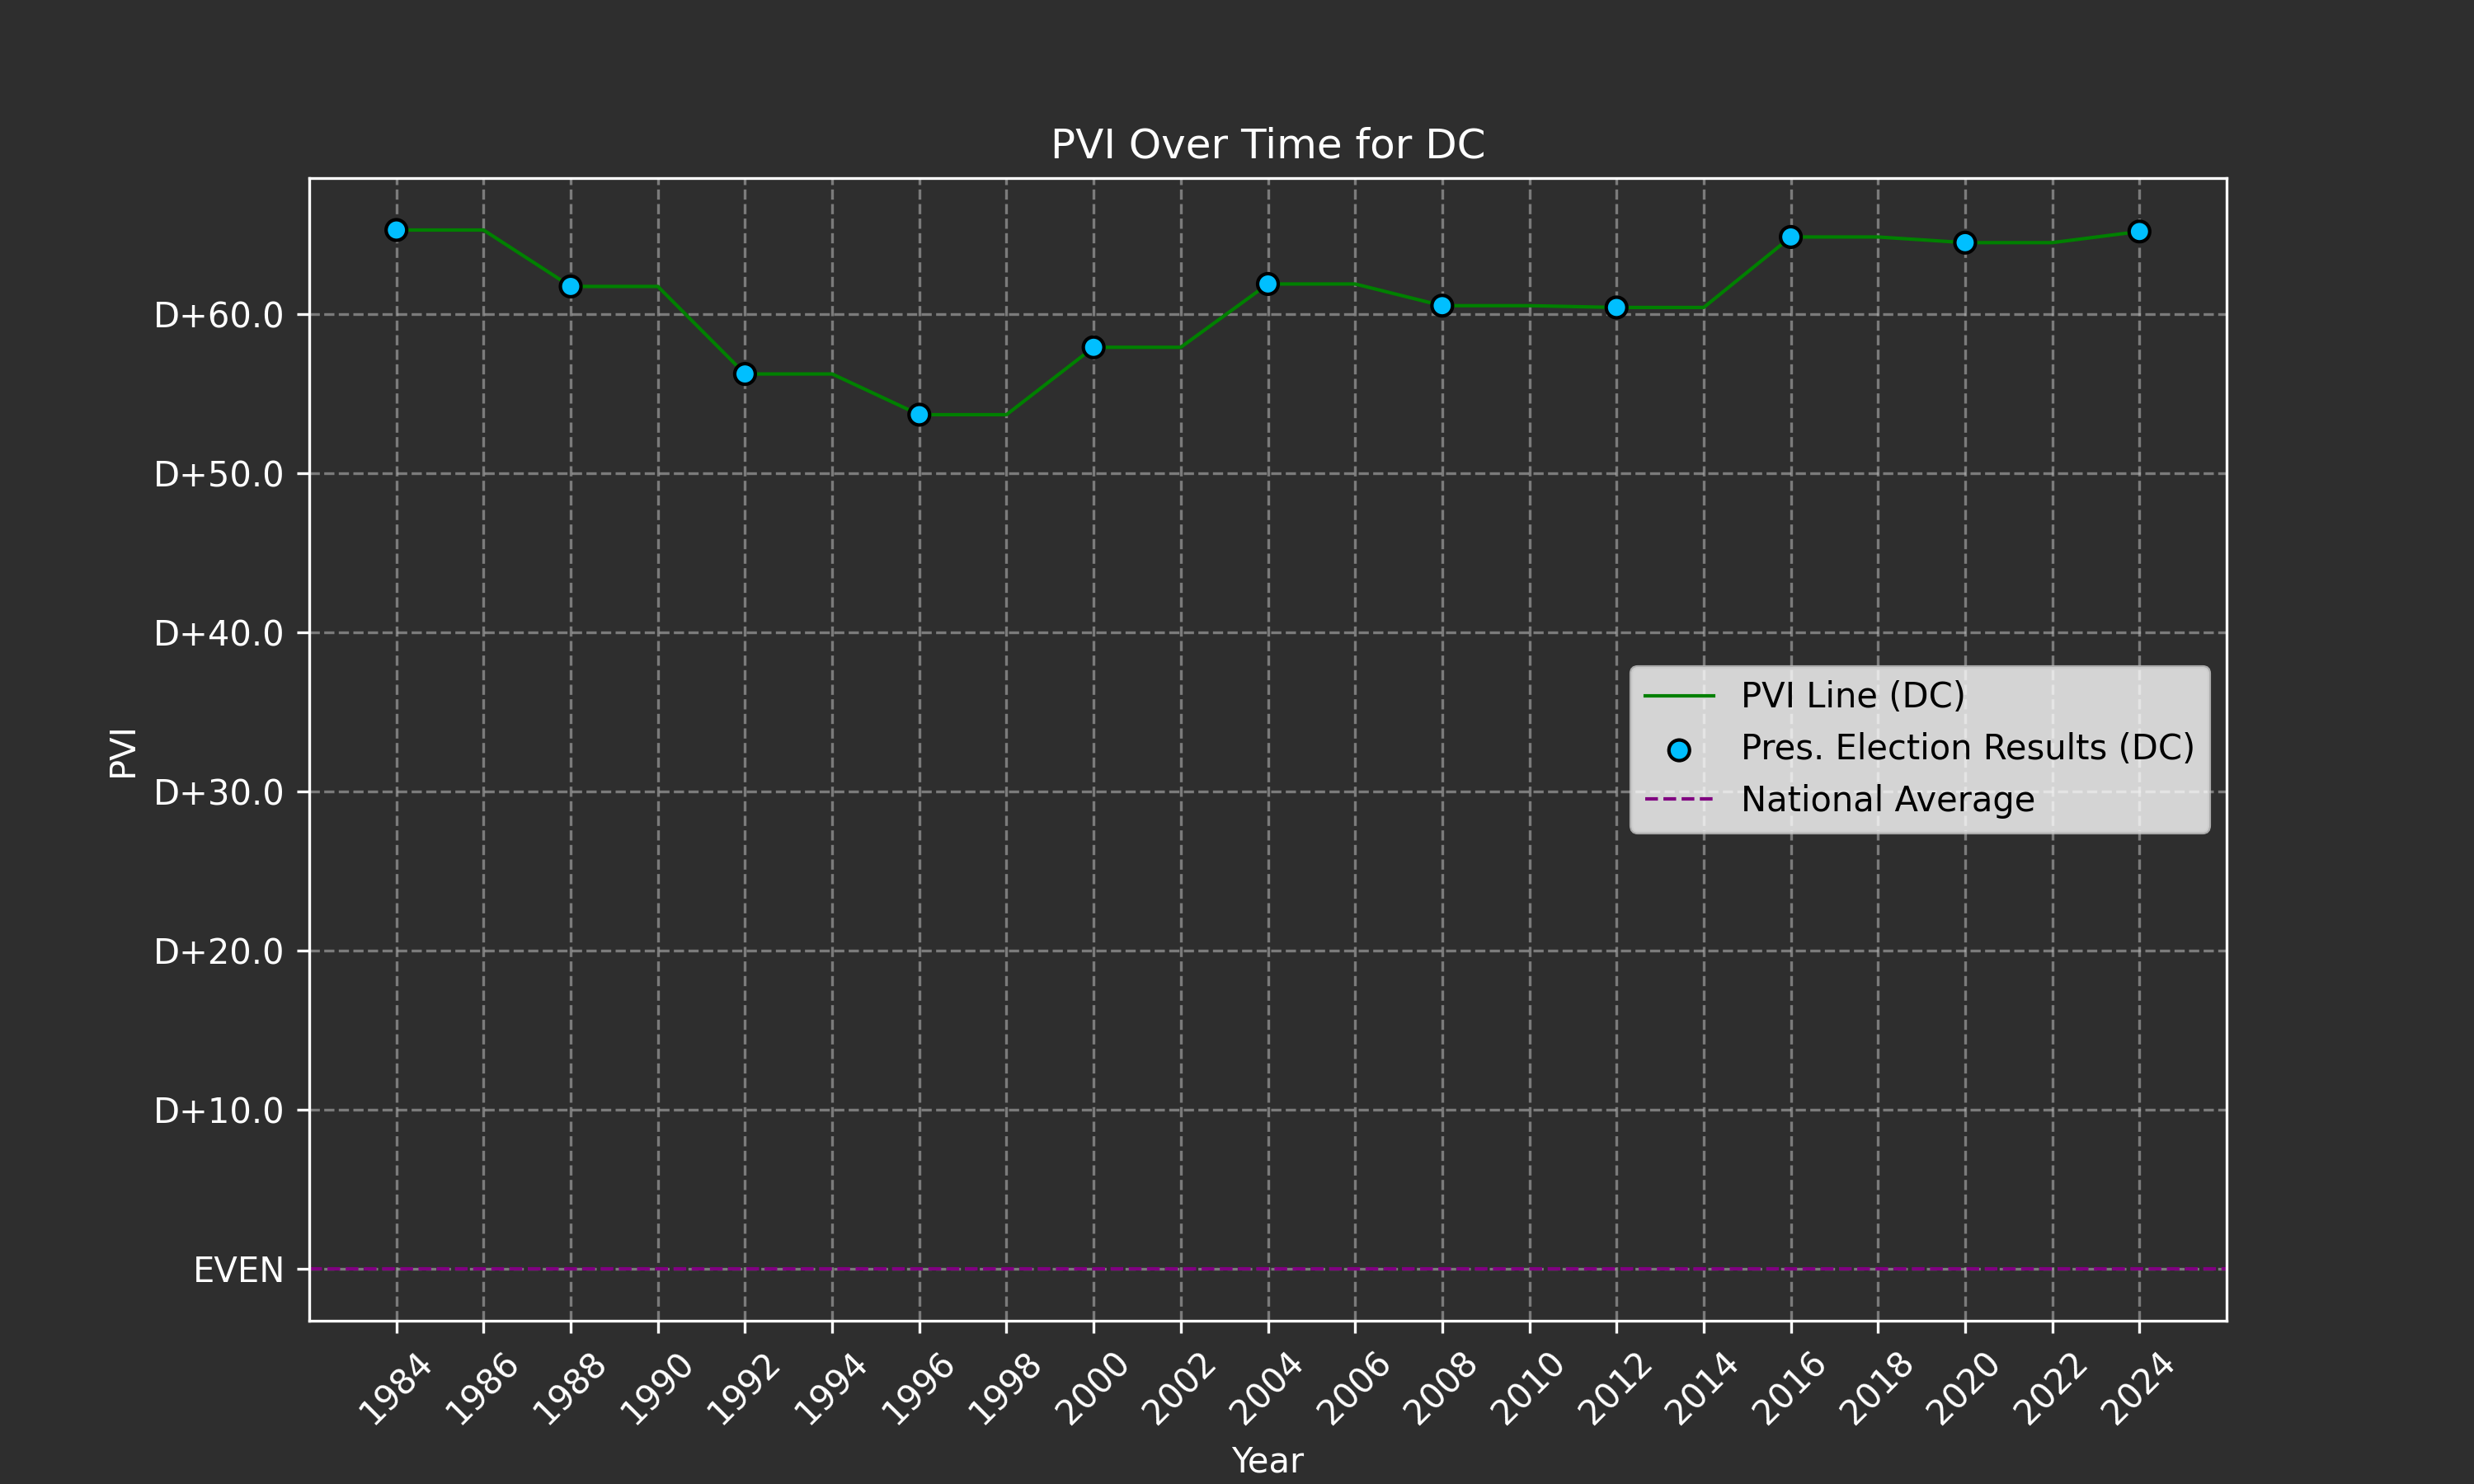 PVI Over Time for DC
PVI
D+60.0
D+50.0
D+40.0
D+30.0
D+20.0
D+10.0
EVEN
PVI Line (DC)
Pres. Election Results (DC)
National Average
1984
1986
1988
1990
1992
1994
1996
1998
2000
2002
2004
2006
2008
2010
2012
2014
2016
2018
2020
2022
2024
Year